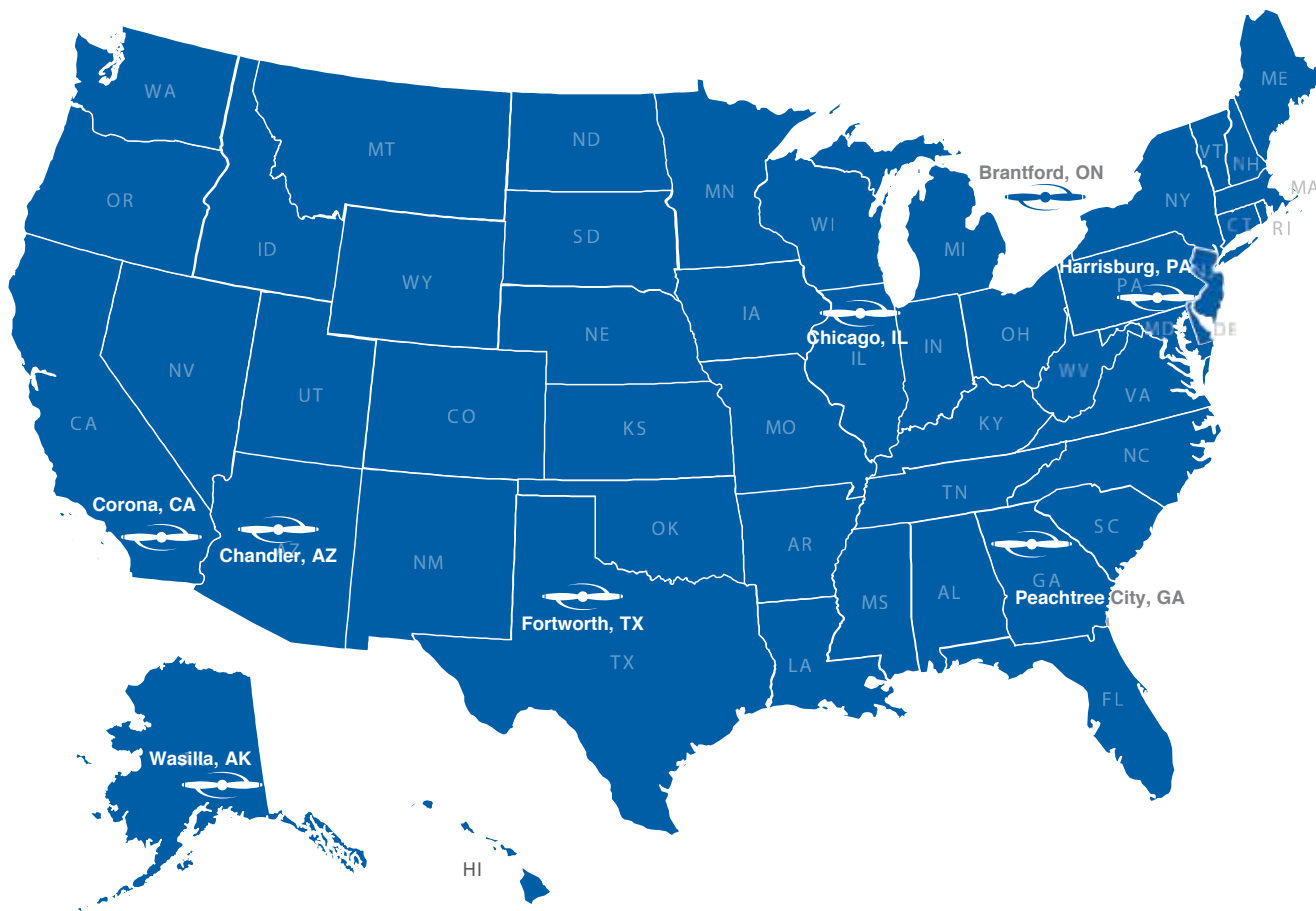 ME
WA
MT
ND
VT
NH
Brantford, ON
MA
MN
OR
NY
WI
CT
RI
SD
MI
ID
Harrisburg, PA
WY
PA
IA
MD
DE
NE
OH
Chicago, IL
IN
IL
NV
WV
UT
VA
CO
CA
KS
MO
KY
NC
TN
Corona, CA
OK
SC
AR
Chandler, AZ
AZ
NM
GA
AL
Peachtree City, GA
MS
Fortworth, TX
TX
LA
FL
Wasilla, AK
HI